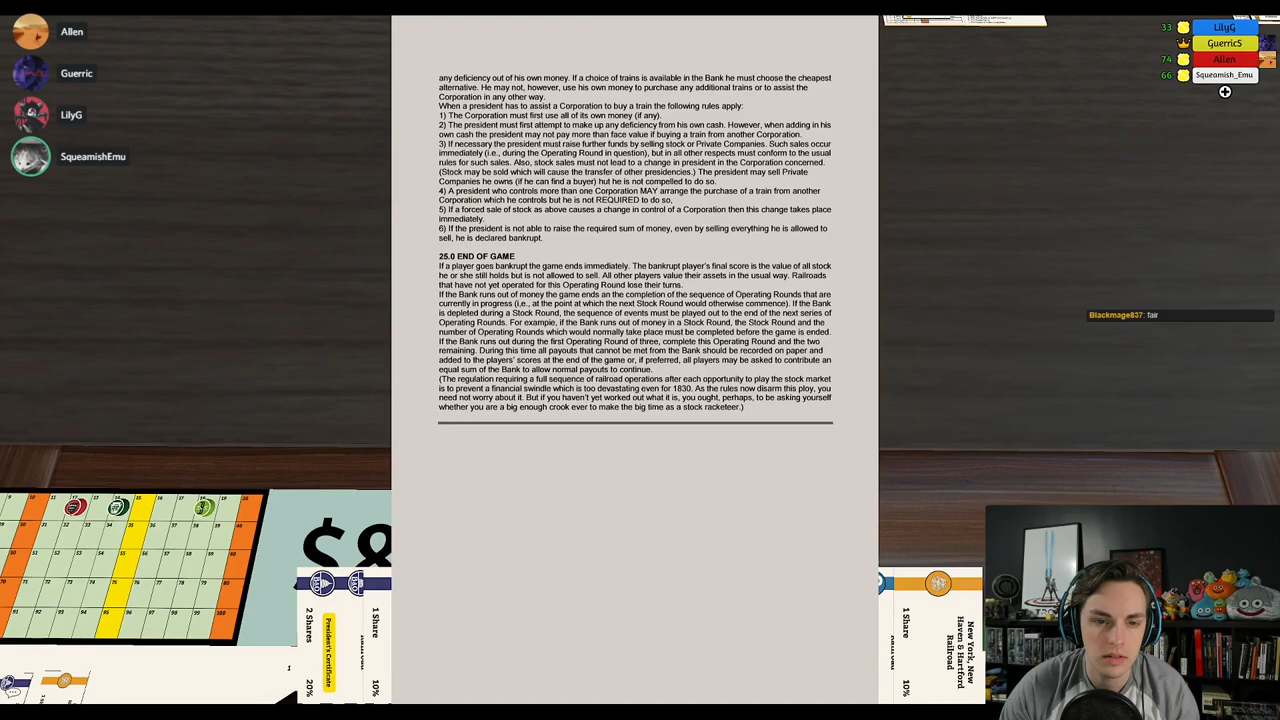 Allen
Guerric
LilyG
SqueamishEmu
any deficiency out of his own money. If a choice of trains is available in the Bank he must choose the cheapest
alternative. He may not, however, use his own money to purchase any additional trains or to assist the
Corporation in any other way.
When a president has to assist a Corporation to buy a train the following rules apply:
1) The Corporation must first use all of its own money (if any).
2) The president must first attempt to make up any deficiency from his own cash. However, when adding in his
own cash the president may not pay more than face value if buying a train from another Corporation.
3) If necessary the president must raise further funds by selling stock or Private Companies. Such sales occur
immediately (i.e., during the Operating Round in question), but in all other respects must conform to the usual
rules for such sales. Also, stock sales must not lead to a change in president in the Corporation concerned.
(Stock may be sold which will cause the transfer of other presidencies.) The president may sell Private
Companies he owns (if he can find a buyer) but he is not compelled to do so.
4) A president who controls more than one Corporation MAY arrange the purchase of a train from another
Corporation which he controls but he is not REQUIRED to do so,
5) If a forced sale of stock as above causes a change in control of a Corporation then this change takes place
immediately.
6) If the president is not able to raise the required sum of money, even by selling everything he is allowed to
sell, he is declared bankrupt.
25.0 END OF GAME
If a player goes bankrupt the game ends immediately. The bankrupt player's final score is the value of all stock
he or she still holds but is not allowed to sell. All other players value their assets in the usual way. Railroads
that have not yet operated for this Operating Round lose their turns.
If the Bank runs out of money the game ends an the completion of the sequence of Operating Rounds that are
currently in progress (i,e., at the point at which the next Stock Round would otherwise commence). If the Bank
is depleted during a Stock Round, the sequence of events must be played out to the end of the next series of
Operating Rounds. For exampie, if the Bank runs out of money in a Stock Round, the Stock Round and the
number of Operating Rounds which would normally take place must be completed before the game is ended.
If the Bank runs out during the first Operating Round of three, complete this Operating Round and the two
remaining. During this time all payouts that cannot be met from the Bank should be recorded on paper and
added to the players' scores at the end of the game or, if preferred, all players may be asked to contribute an
equal sum of the Bank to allow normal payouts to continue.
(The regulation requiring a full sequence of railroad operations after each opportunity to play the stock market
is to prevent a financial swindle which is too devastating even for 1830. As the rules now disarm this ploy, you
need not worry about it. But if you haven't yet worked out what it is, you ought, perhaps, to be asking yourself
whether you are a big enough crook ever to make the big time as a stock racketeer.)
33 LilyG
GuerricS
74 Allen
66 Squeamish_Emu
Blackmage837: fair
$8
2 Shares
President's Certificate
20%
1 Share
10%
1 Share
10%
New York, New
Haven & Hartford
Railroad